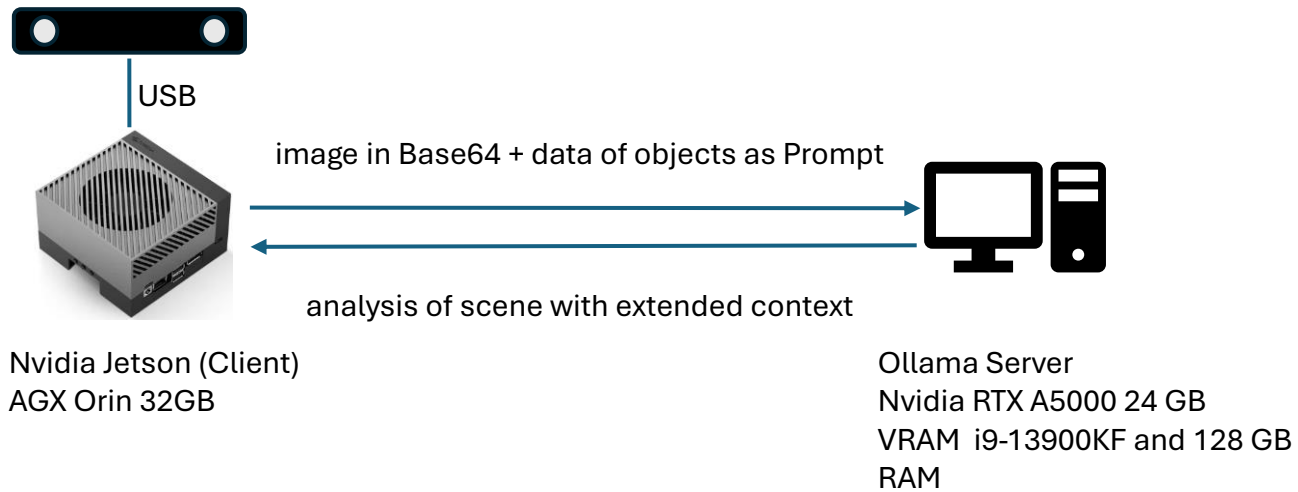 USB
image in Base64 + data of objects as Prompt
analysis of scene with extended context
Nvidia Jetson (Client)
AGX Orin 32GB
Ollama Server
Nvidia RTX A5000 24 GB
VRAM  i9-13900KF and 128 GB
RAM